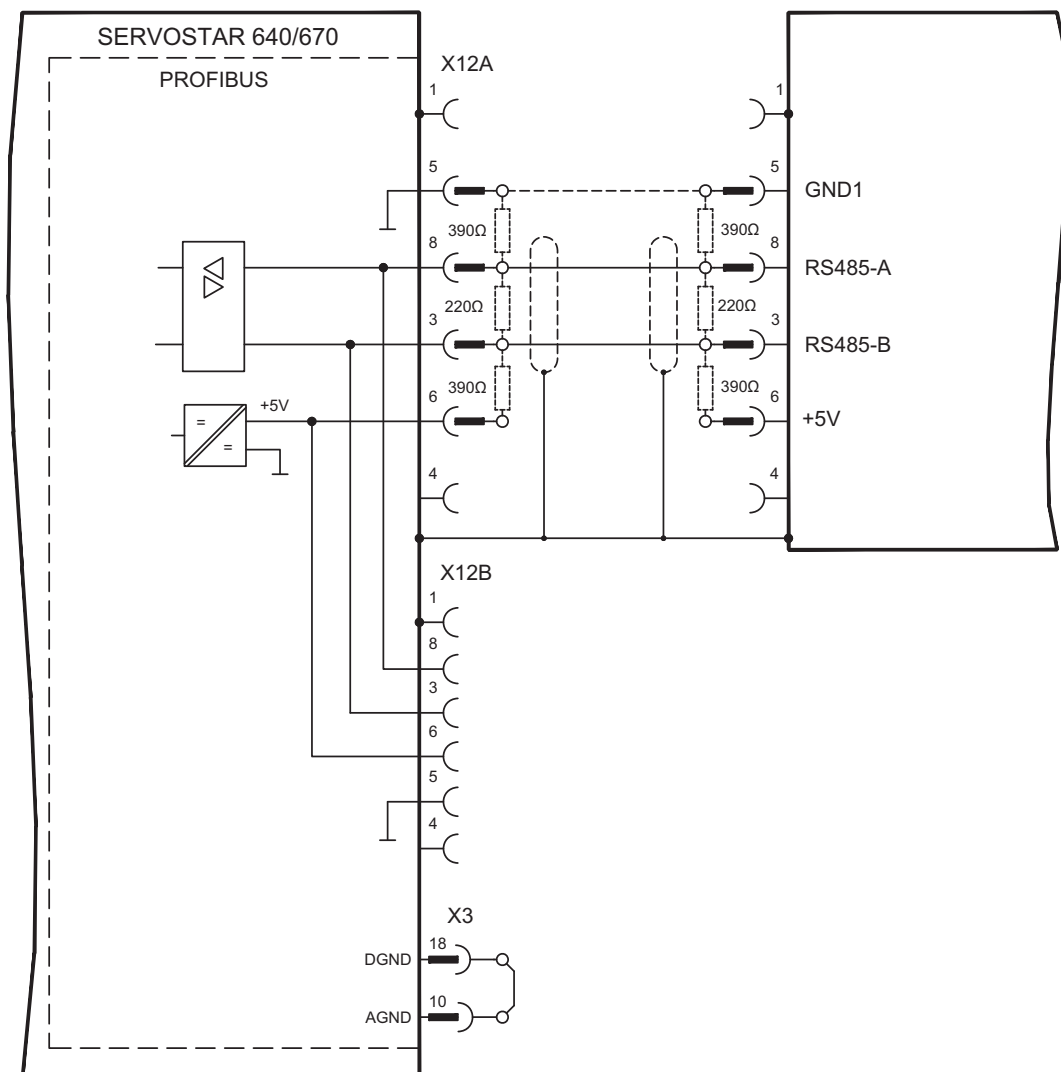 SERVOSTAR 640/670
PROFIBUS
X12A
1
1
5
5
GND1
390Ω
390Ω
8
8
RS485-A
220Ω
220Ω
3
3
RS485-B
390Ω
390Ω
6
6
+5V
+5V
=
=
4
4
X12B
1
8
3
6
5
4
X3
DGND
18
AGND
10